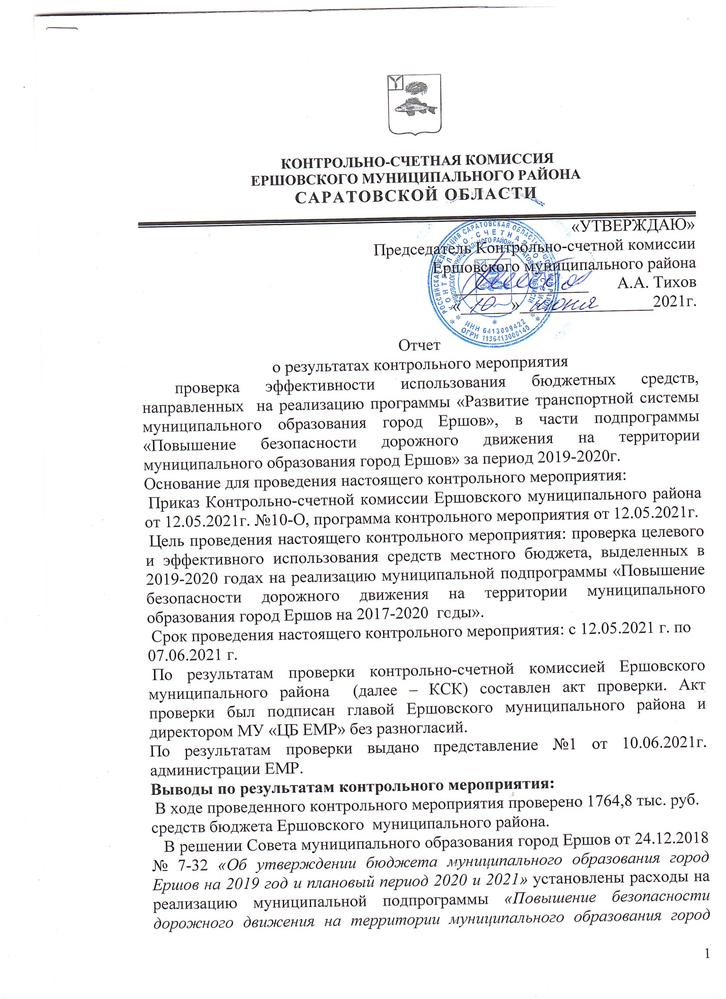 КОНТРОЛЬНО-СЧЕТНАЯ КОМИССИЯ
ЕРШОВСКОГО МУНИЦИПАЛЬНОГО РАЙОНА
САРАТОВСКОЙ ОБЛАСТИ
«УТВЕРЖДАЮ»
Председатель Контрольно-счетной комиссии
Ершовского муниципального района
А.А. Тихов
«10» июня 2021г.
РОССИЙСКАЯ ФЕДЕРАЦИЯ САРАТОВСКАЯ ОБЛАСТЬ ЕРШОВСКИЙ РАЙОН
КОНТРОЛЬНО-СЧЕТНАЯ КОМИССИЯ
ЕРШОВСКОГО МУНИЦИПАЛЬНОГО РАЙОНА САРАТОВСКОЙ ОБЛАСТИ
ИНН 6413009422
ОГРН 1136413000140
Отчет
о результатах контрольного мероприятия
проверка эффективности использования бюджетных средств,
направленных на реализацию программы «Развитие транспортной системы
муниципального образования город Ершов», в части подпрограммы
«Повышение безопасности дорожного движения на территории
муниципального образования город Ершов» за период 2019-2020г.
Основание для проведения настоящего контрольного мероприятия:
Приказ Контрольно-счетной комиссии Ершовского муниципального района
от 12.05.2021г. №10-О, программа контрольного мероприятия от 12.05.2021г.
Цель проведения настоящего контрольного мероприятия: проверка целевого
и эффективного использования средств местного бюджета, выделенных в
2019-2020 годах на реализацию муниципальной подпрограммы «Повышение
безопасности дорожного движения на территории муниципального
образования город Ершов на 2017-2020 годы».
Срок проведения настоящего контрольного мероприятия: с 12.05.2021 г. по
07.06.2021 г.
По результатам проверки контрольно-счетной комиссией Ершовского
муниципального района (далее – КСК) составлен акт проверки. Акт
проверки был подписан главой Ершовского муниципального района и
директором МУ «ЦБ ЕМР» без разногласий.
По результатам проверки выдано представление №1 от 10.06.2021г.
администрации ЕМР.
Выводы по результатам контрольного мероприятия:
В ходе проведенного контрольного мероприятия проверено 1764,8 тыс. руб.
средств бюджета Ершовского муниципального района.
В решении Совета муниципального образования город Ершов от 24.12.2018
№ 7-32 «Об утверждении бюджета муниципального образования город
Ершов на 2019 год и плановый период 2020 и 2021» установлены расходы на
реализацию муниципальной подпрограммы «Повышение безопасности
дорожного движения на территории муниципального образования город
1